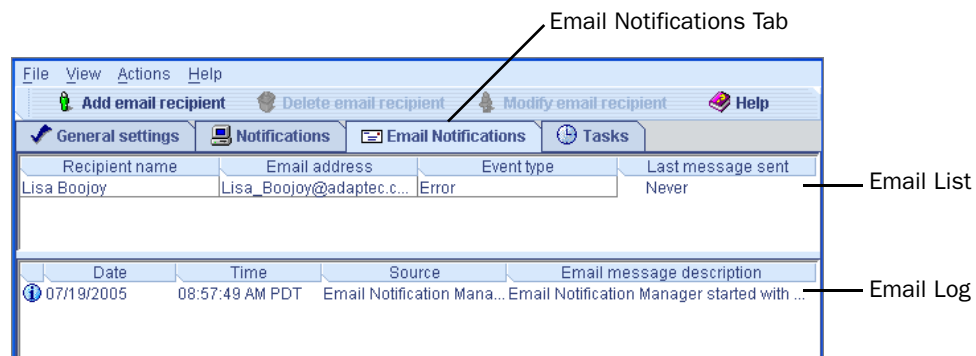 Email Notifications Tab
File View Actions Help
Add email recipient Delete email recipient Modify email recipient Help
General settings Notifications Email Notifications Tasks
Recipient name Email address Event type Last message sent
Lisa Boojoy Lisa_Boojoy@adaptec.c... Error Never
Email List
Date Time Source Email message description
07/19/2005 08:57:49 AM PDT Email Notification Mana... Email Notification Manager started with ...
Email Log